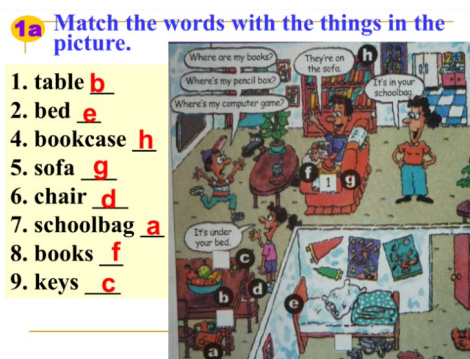 1a Match the words with the things in the
picture.
1. table b
2. bed e
4. bookcase h
5. sofa g
6. chair d
7. schoolbag a
8. books f
9. keys c
Where are my books?
Where's my pencil box?
Where's my computer game?
They're on
the sofa.
h
It's in your
schoolbag.
f
1
g
It's under
your bed.
c
b
d
e
a